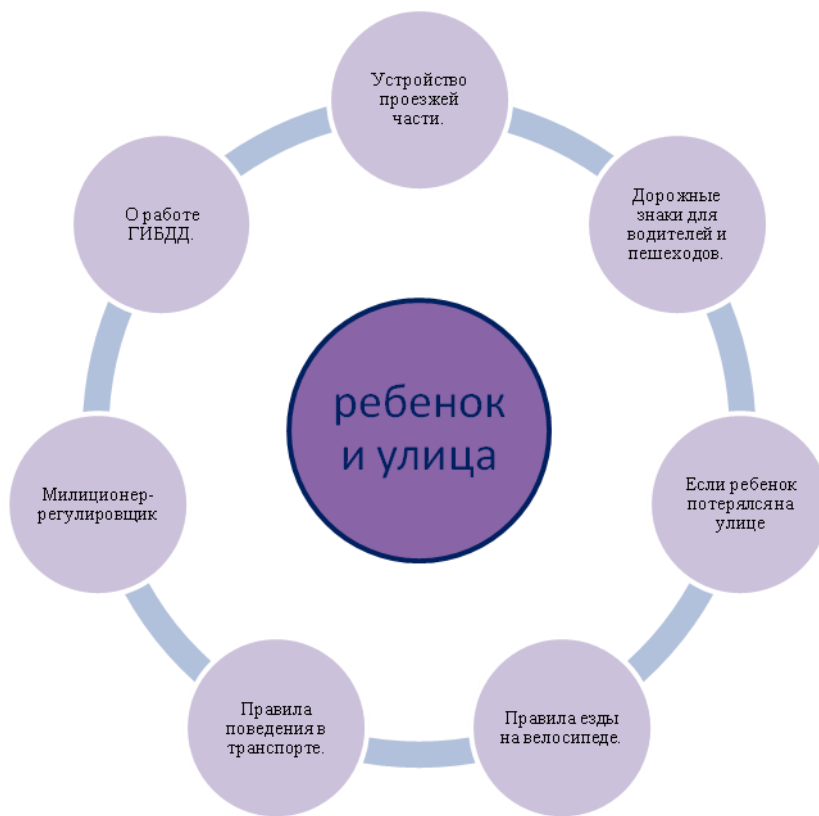 Устройство
проезжей
части.
Дорожные
знаки для
водителей и
пешеходов.
Если ребенок
потерялся на
улице
Правила езды
на велосипеде.
Правила
поведения в
транспорте.
Милиционер-
регулировщик
О работе
ГИБДД.
ребенок
и улица